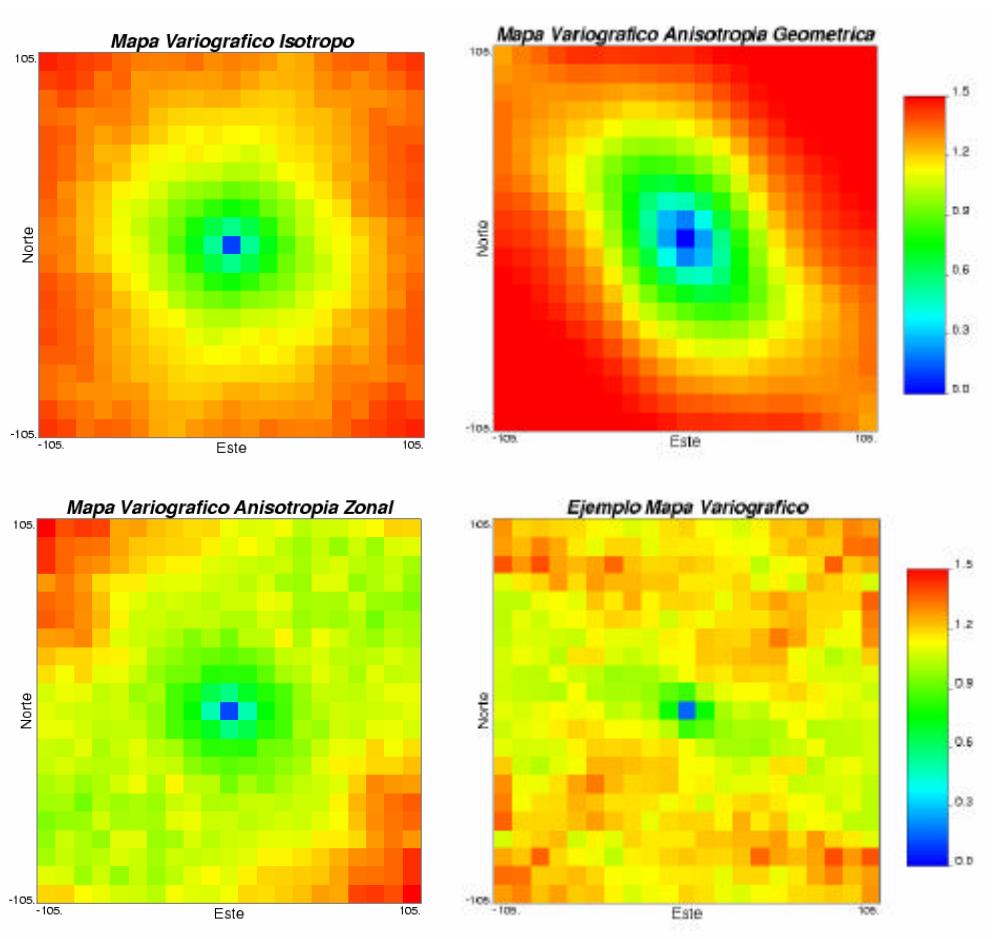 Mapa Variografico Isotropo
105.
Norte
-105.
-105.
Este
105.
Mapa Variografico Anisotropia Geometrica
105.
Norte
-105.
-105.
Este
105.
1.5
1.2
0.9
0.6
0.3
0.0
Mapa Variografico Anisotropia Zonal
105.
Norte
-105.
-105.
Este
105.
Ejemplo Mapa Variografico
105.
Norte
-105.
-105.
Este
105.
1.5
1.2
0.9
0.6
0.3
0.0